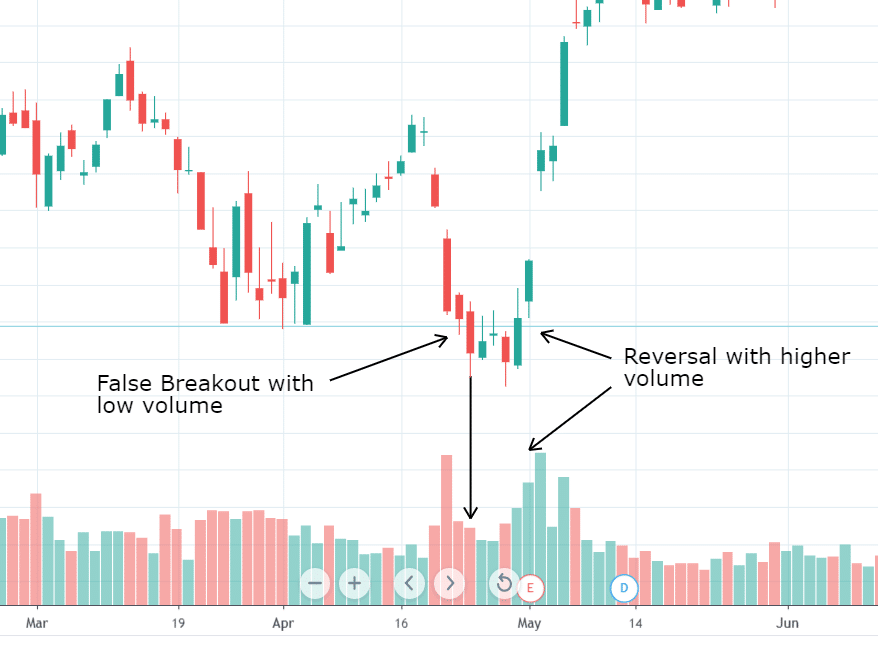 Reversal with higher
volume
False Breakout with
low volume
E
D
Mar 19 Apr 16 May 14 Jun